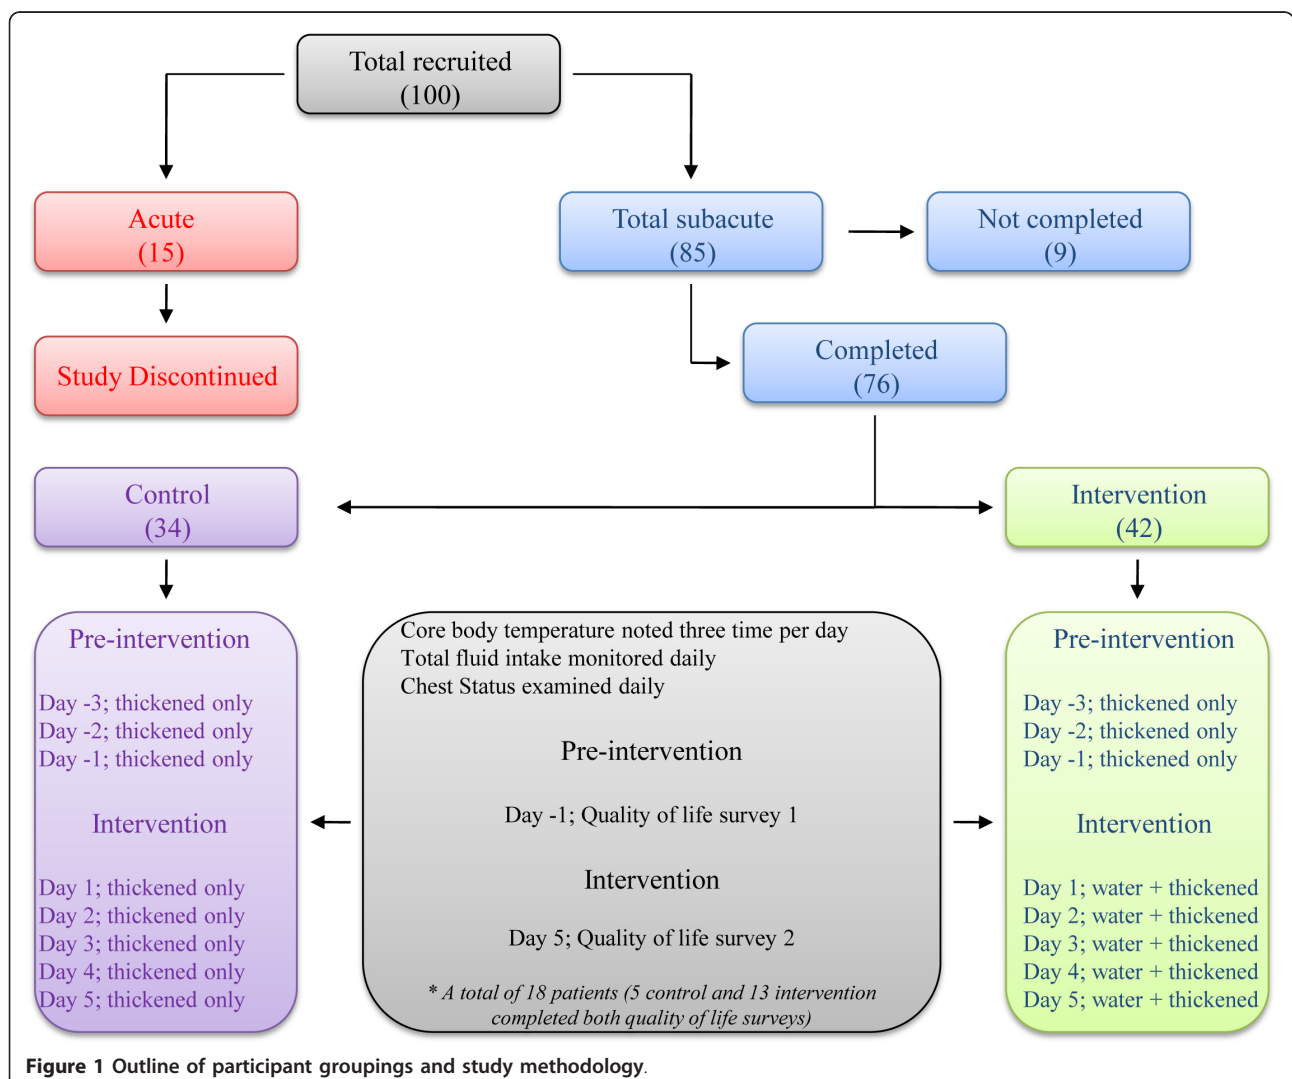 Total recruited
(100)
Acute
(15)
Total subacute
(85)
Not completed
(9)
Study Discontinued
Completed
(76)
Control
(34)
Intervention
(42)
Pre-intervention
Day -3; thickened only
Day -2; thickened only
Day -1; thickened only
Intervention
Day 1; thickened only
Day 2; thickened only
Day 3; thickened only
Day 4; thickened only
Day 5; thickened only
Core body temperature noted three time per day
Total fluid intake monitored daily
Chest Status examined daily
Pre-intervention
Day -1; Quality of life survey 1
Intervention
Day 5; Quality of life survey 2
* A total of 18 patients (5 control and 13 intervention
completed both quality of life surveys)
Pre-intervention
Day -3; thickened only
Day -2; thickened only
Day -1; thickened only
Intervention
Day 1; water + thickened
Day 2; water + thickened
Day 3; water + thickened
Day 4; water + thickened
Day 5; water + thickened
Figure 1 Outline of participant groupings and study methodology.